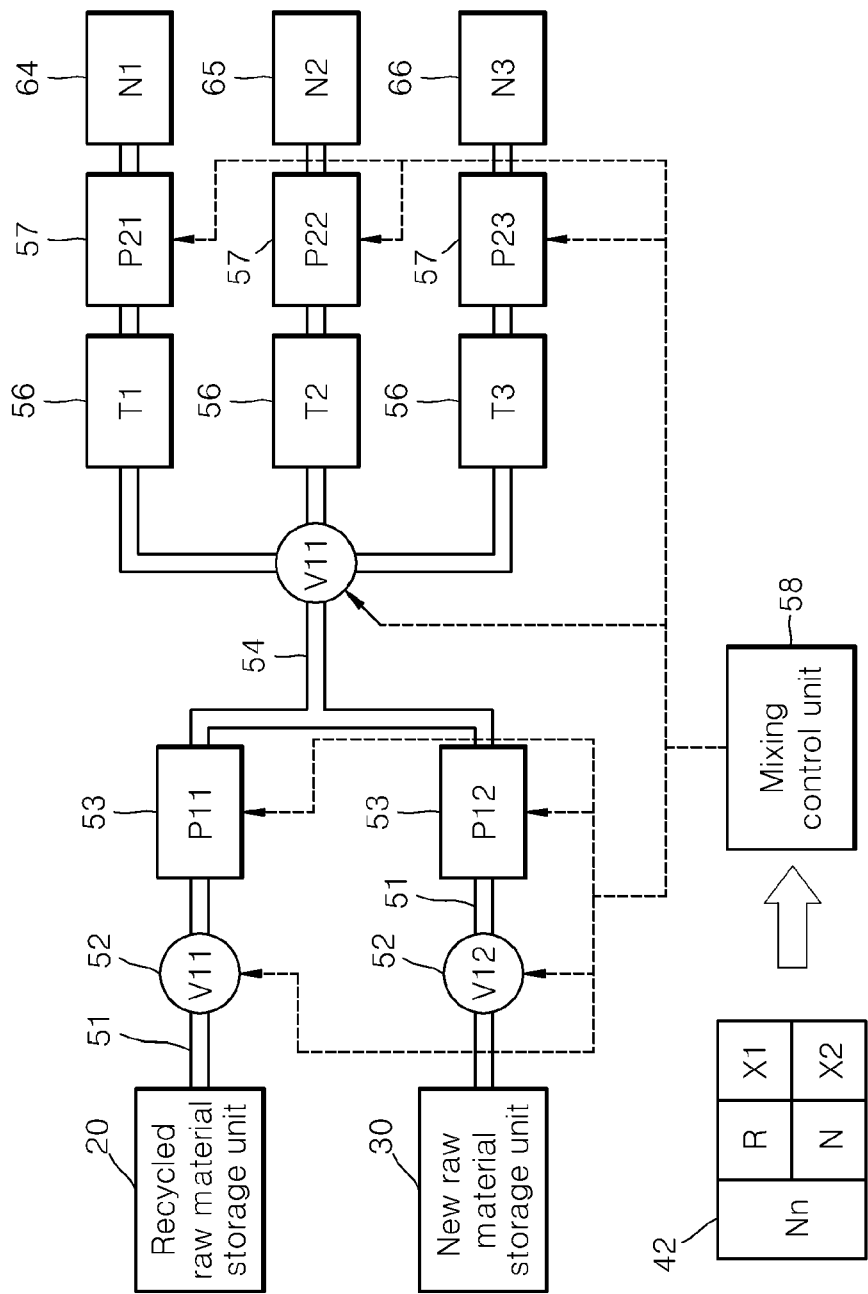 20
Recycled
raw material
storage unit
51
52
V11
53
P11
30
New raw
material
storage unit
52
V12
51
53
P12
54
V11
56
T1
57
P21
64
N1
56
T2
57
P22
65
N2
56
T3
57
P23
66
N3
42
Nn
R
X1
N
X2
Mixing
control unit
58